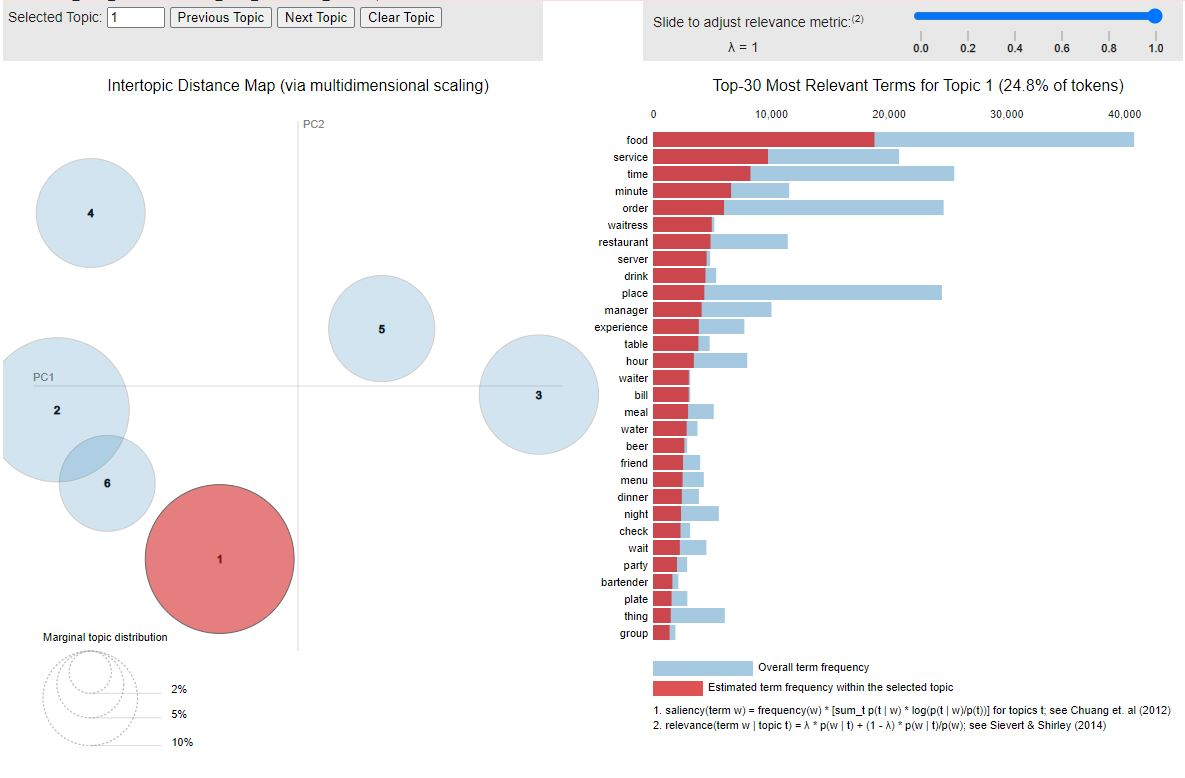 Selected Topic: 1 Previous Topic Next Topic Clear Topic
Slide to adjust relevance metric:(2)
λ = 1
0.0 0.2 0.4 0.6 0.8 1.0
Intertopic Distance Map (via multidimensional scaling)
PC2
PC1
4
5
3
2
6
1
Marginal topic distribution
2%
5%
10%
Top-30 Most Relevant Terms for Topic 1 (24.8% of tokens)
0 10,000 20,000 30,000 40,000
food
service
time
minute
order
waitress
restaurant
server
drink
place
manager
experience
table
hour
waiter
bill
meal
water
beer
friend
menu
dinner
night
check
wait
party
bartender
plate
thing
group
Overall term frequency
Estimated term frequency within the selected topic
1. saliency(term w) = frequency(w) * [sum_t p(t | w) * log(p(t | w)/p(t))] for topics t; see Chuang et. al (2012)
2. relevance(term w | topic t) = λ * p(w | t) + (1 - λ) * p(w | t)/p(w); see Sievert & Shirley (2014)